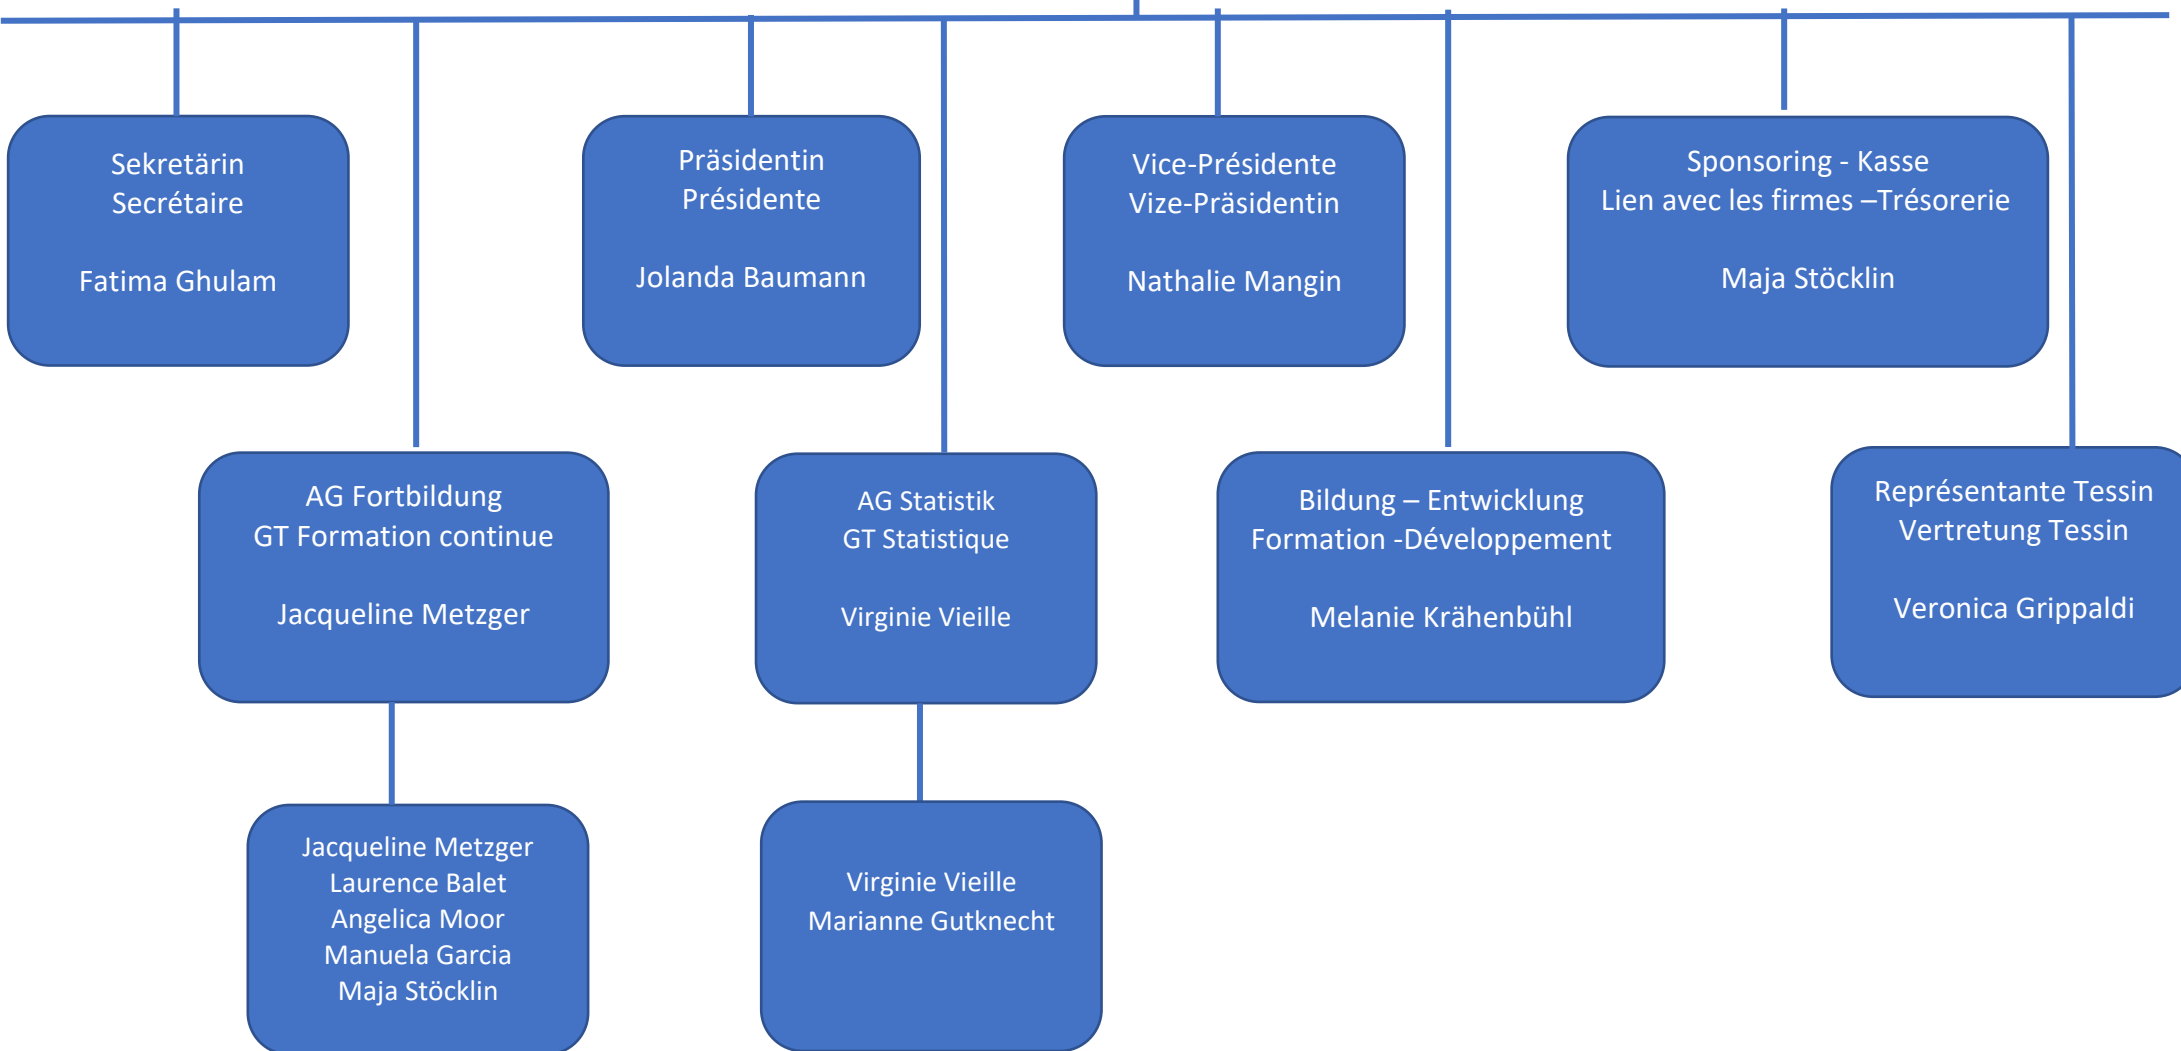 Sekretärin
Secrétaire
Fatima Ghulam
Präsidentin
Présidente
Jolanda Baumann
Vice-Présidente
Vize-Präsidentin
Nathalie Mangin
Sponsoring - Kasse
Lien avec les firmes –Trésorerie
Maja Stöcklin
AG Fortbildung
GT Formation continue
Jacqueline Metzger
AG Statistik
GT Statistique
Virginie Vieille
Bildung – Entwicklung
Formation -Développement
Melanie Krähenbühl
Représentante Tessin
Vertretung Tessin
Veronica Grippaldi
Jacqueline Metzger
Laurence Balet
Angelica Moor
Manuela Garcia
Maja Stöcklin
Virginie Vieille
Marianne Gutknecht